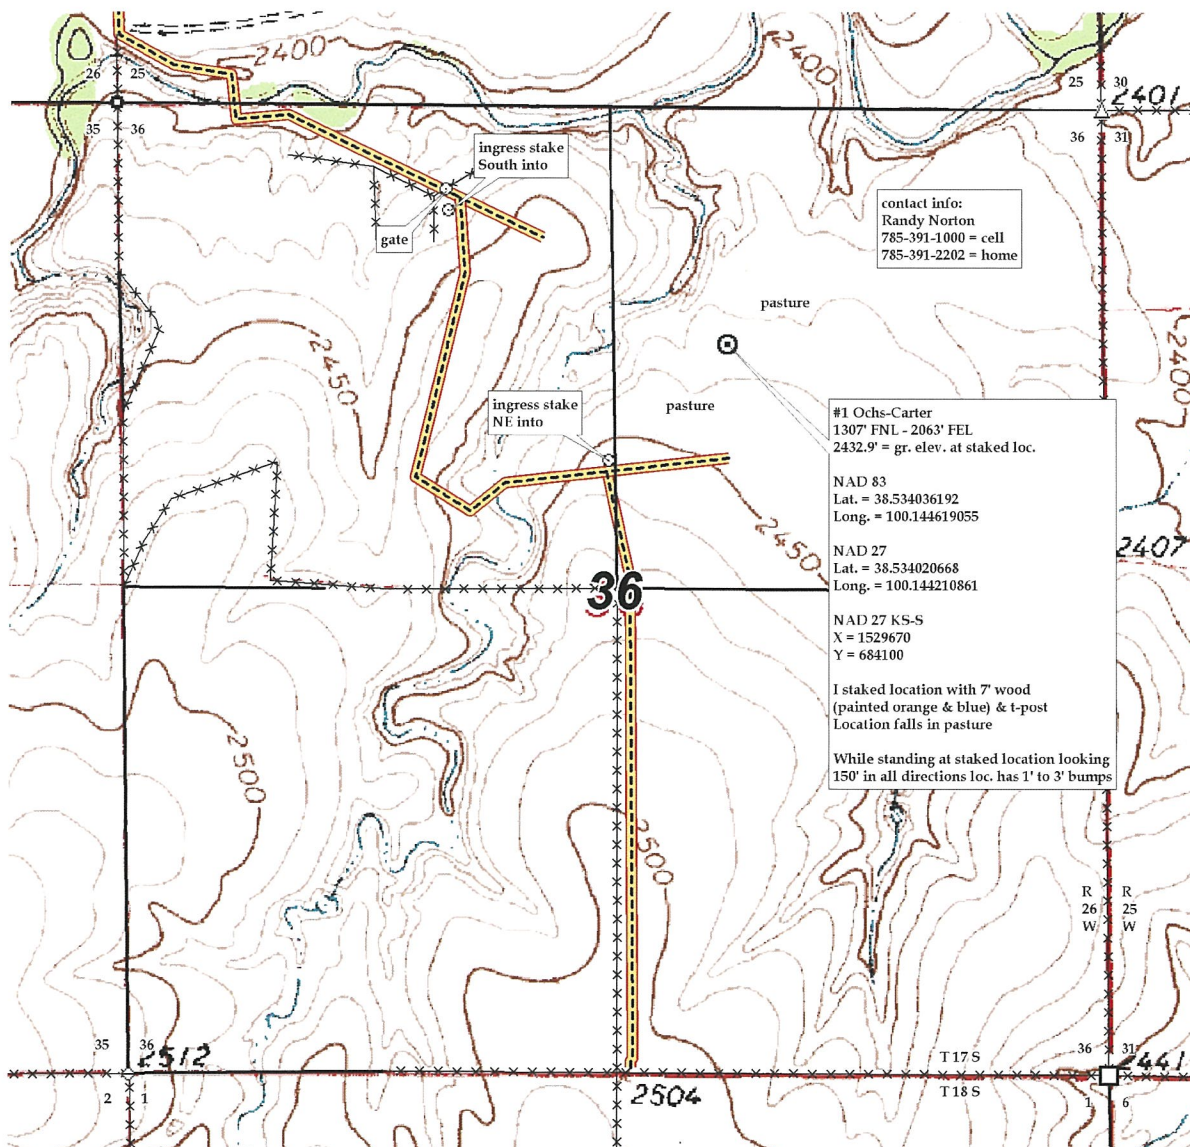 2400
2400
26
25
25
30
2401
35
36
36
31
ingress stake
South into
gate
contact info:
Randy Norton
785-391-1000 = cell
785-391-2202 = home
pasture
2450
2400
ingress stake
NE into
pasture
#1 Ochs-Carter
1307' FNL - 2063' FEL
2432.9' = gr. elev. at staked loc.
NAD 83
Lat. = 38.534036192
Long. = 100.144619055
NAD 27
Lat. = 38.534020668
Long. = 100.144210861
NAD 27 KS-S
X = 1529670
Y = 684100
I staked location with 7' wood
(painted orange & blue) & t-post
Location falls in pasture
While standing at staked location looking
150' in all directions loc. has 1' to 3' bumps
2450
2407
36
2500
2500
R
26
W
R
25
W
35
36
2512
T 17 S
36
31
2441
2
1
2504
T 18 S
1
6